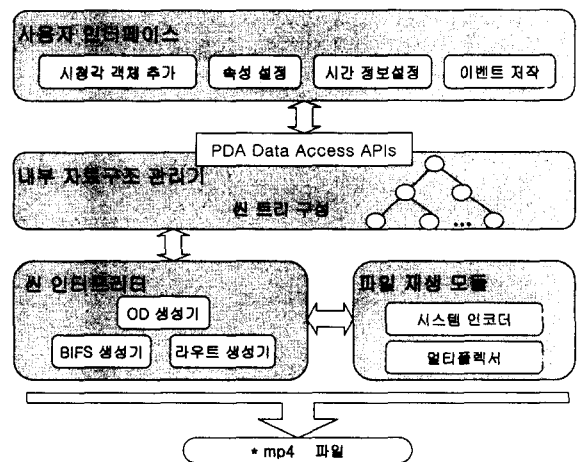 사용자 인터페이스
시청각 객체 추가
속성 설정
시간 정보설정
이벤트 저작
PDA Data Access APIs
내부 자료구조 관리기
씬 트리 구성
...
씬 인터프리터
OD 생성기
BIFS 생성기
라우트 생성기
파일 재생 모듈
시스템 인코더
멀티플렉서
* mp4 파일